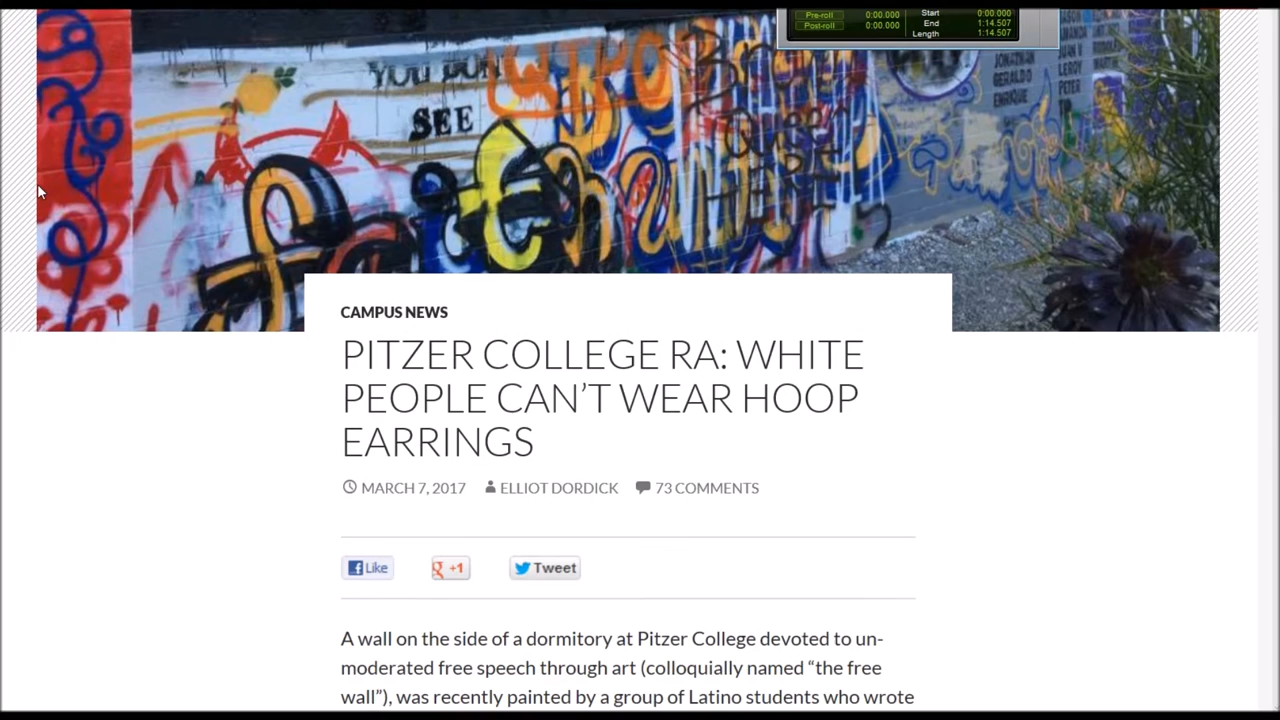 Pre-roll 0:00.000 Start 0:00.000
Post-roll 0:00.000 End 1:14.507
Length 1:14.507
YOU DON'T
SEE
JONATHAN
GERALDO
ENRIQUE
LEROY
PETER
CAMPUS NEWS
PITZER COLLEGE RA: WHITE
PEOPLE CAN’T WEAR HOOP
EARRINGS
MARCH 7, 2017 ELLIOT DORDICK 73 COMMENTS
Like +1 Tweet
A wall on the side of a dormitory at Pitzer College devoted to un-
moderated free speech through art (colloquially named “the free
wall”), was recently painted by a group of Latino students who wrote